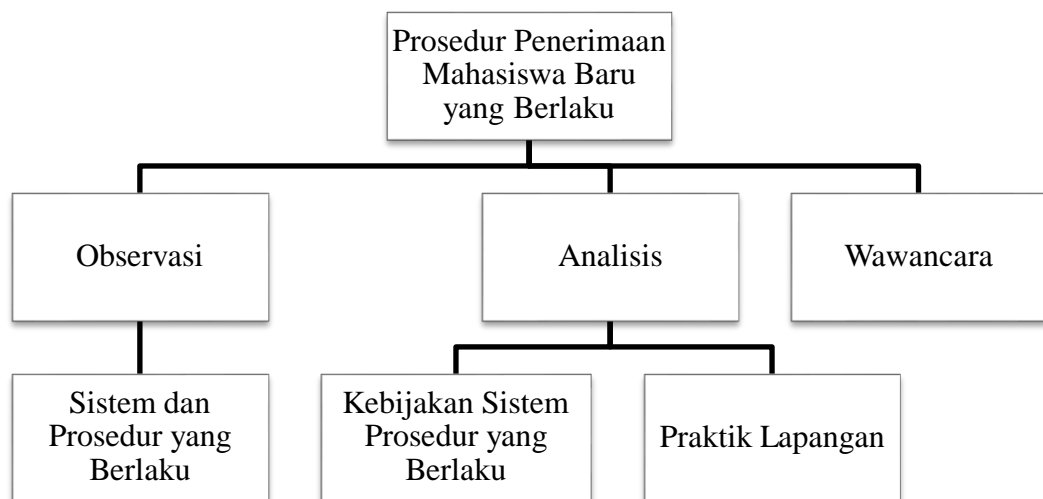 Prosedur Penerimaan
Mahasiswa Baru
yang Berlaku
Observasi
Analisis
Wawancara
Sistem dan
Prosedur yang
Berlaku
Kebijakan Sistem
Prosedur yang
Berlaku
Praktik Lapangan